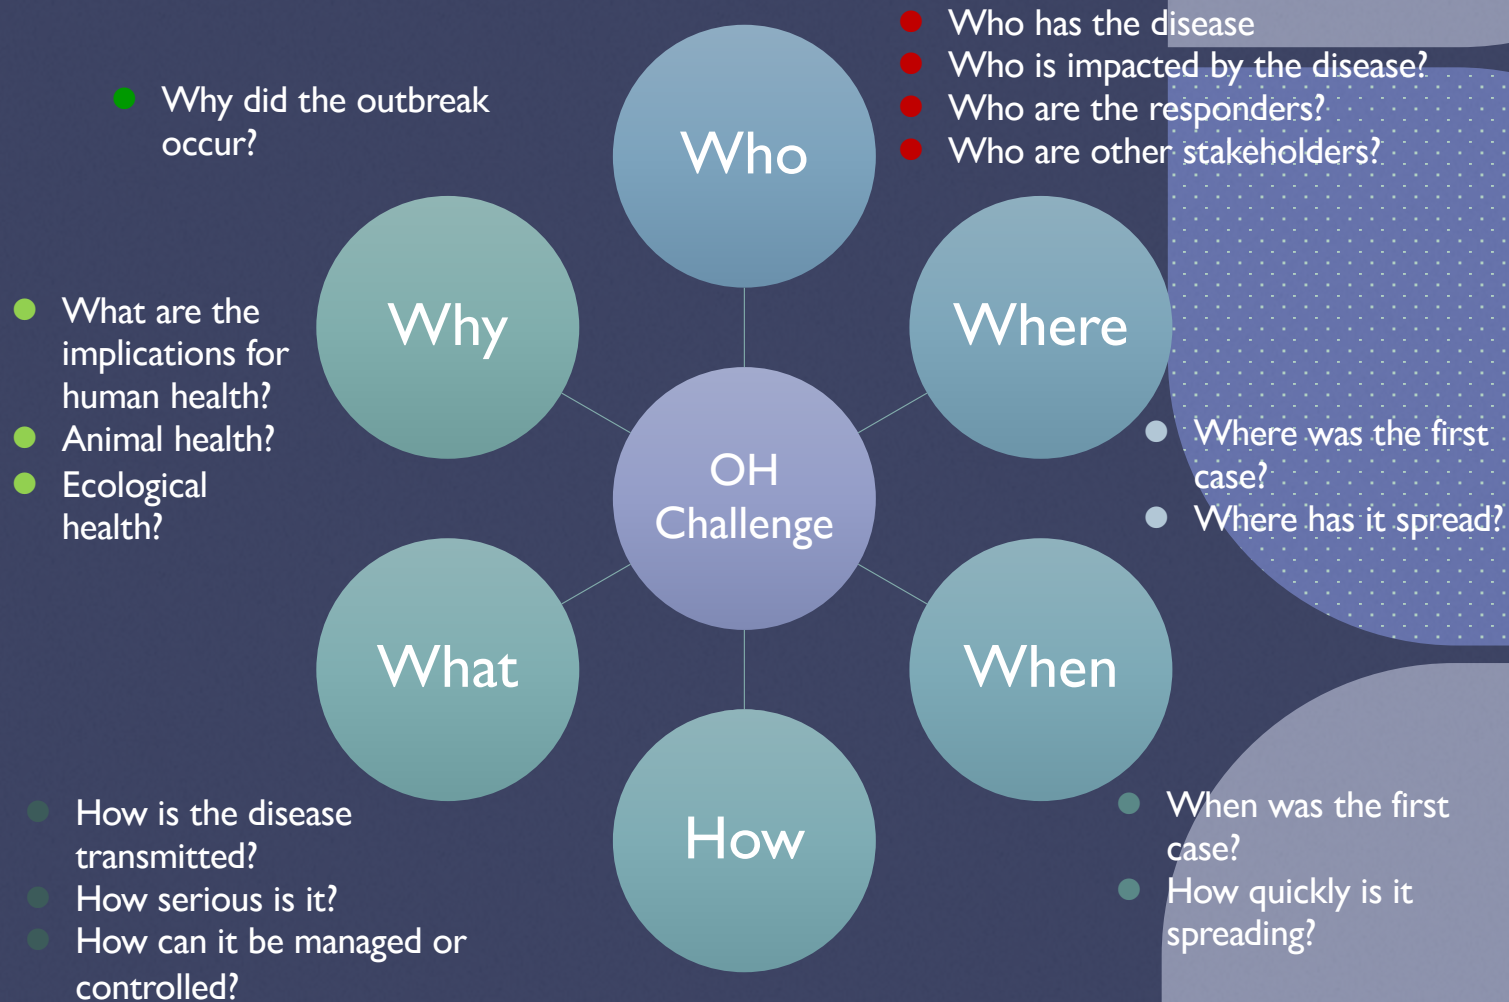 Who has the disease
Who is impacted by the disease?
Who are the responders?
Who are other stakeholders?
Why did the outbreak
occur?
Who
Why
Where
What are the
implications for
human health?
Animal health?
Ecological
health?
OH
Challenge
Where was the first
case?
Where has it spread?
What
When
How
How is the disease
transmitted?
How serious is it?
How can it be managed or
controlled?
When was the first
case?
How quickly is it
spreading?